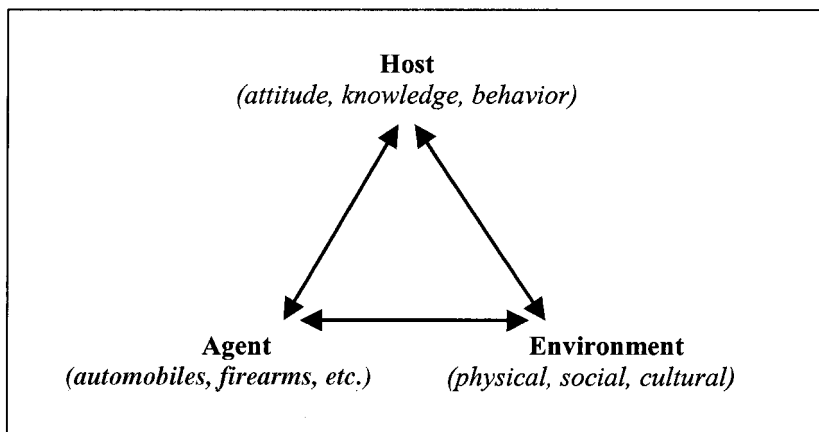 Host
(attitude, knowledge, behavior)
Agent
(automobiles, firearms, etc.)
Environment
(physical, social, cultural)